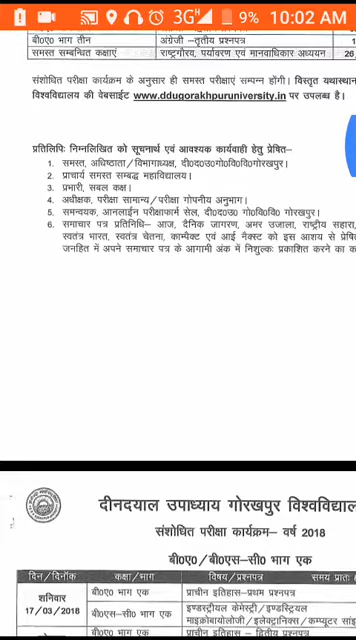 3G 9% 10:02 AM
बी०ए० भाग तीन अंग्रेजी –तृतीय प्रश्नपत्र 1
समस्त सम्बन्धित कक्षाएं राष्ट्रगौरव, पर्यावरण एवं मानवाधिकार अध्ययन 26
संशोधित परीक्षा कार्यक्रम के अनुसार ही समस्त परीक्षाएं सम्पन्न होंगी। विस्तृत यथास्थान
विश्वविद्यालय की वेबसाईट www.ddugorakhpuruniversity.in पर उपलब्ध है।
प्रतिलिपिः निम्नलिखित को सूचनार्थ एवं आवश्यक कार्यवाही हेतु प्रेषित–
1. समस्त, अधिष्ठाता/विभागाध्यक्ष, दी०द०उ०गो०वि०वि०गोरखपुर।
2. प्राचार्य समस्त सम्बद्ध महाविद्यालय।
3. प्रभारी, सबल कक्ष।
4. अधीक्षक, परीक्षा सामान्य/परीक्षा गोपनीय अनुभाग।
5. समन्वयक, आनलाईन परीक्षाफार्म सेल, दी०द०उ० गो०वि०वि० गोरखपुर।
6. समाचार पत्र प्रतिनिधि– आज, दैनिक जागरण, अमर उजाला, राष्ट्रीय सहारा,
स्वतंत्र भारत, स्वतंत्र चेतना, काम्पैक्ट एवं आई नैक्स्ट को इस आशय से प्रेषि
जनहित में अपने समाचार पत्र के आगामी अंक में निशुल्क प्रकाशित करने का क
दीनदयाल उपाध्याय गोरखपुर विश्वविद्याल
संशोधित परीक्षा कार्यक्रम– वर्ष 2018
बी०ए०/बी०एस–सी० भाग एक
दिन/दिनॉक कक्षा/भाग विषय/प्रश्नपत्र समय प्रातः
शनिवार बी०ए० भाग एक प्राचीन इतिहास–प्रथम प्रश्नपत्र
17/03/2018 बी०एस–सी० भाग एक इण्डस्ट्रीयल केमेस्ट्री/इण्डस्ट्रियल
माइक्रोबायोलॉजी/इलेक्ट्रानिक्स/कम्प्यूटर साई
बी०ए० भाग एक प्राचीन इतिहास – द्वितीय प्रश्नपत्र